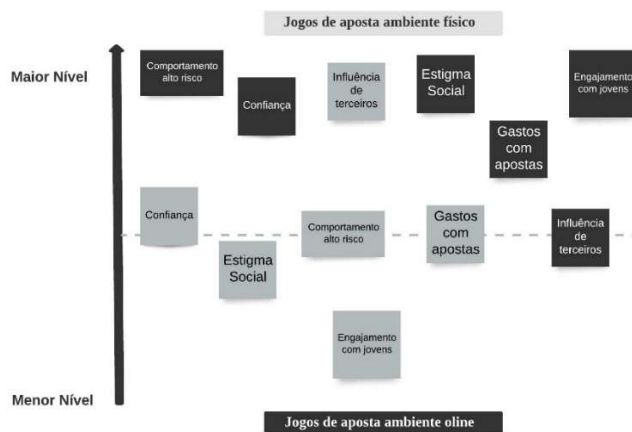 Jogos de aposta ambiente físico
Maior Nível
Comportamento
alto risco
Confiança
Influência
de
terceiros
Estigma
Social
Gastos
com
apostas
Engajamento
com jovens
Confiança
Estigma
Social
Comportamento
alto risco
Gastos
com
apostas
Influência
de
terceiros
Engajamento
com jovens
Menor Nível
Jogos de aposta ambiente oline